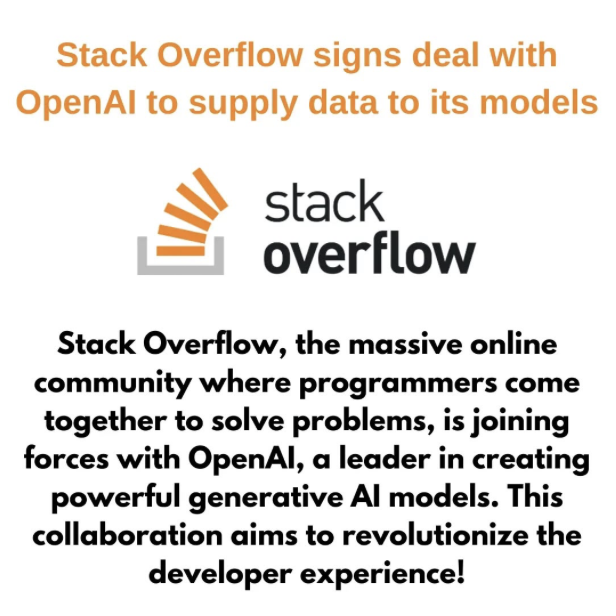 Stack Overflow signs deal with
OpenAI to supply data to its models
stack
overflow
Stack Overflow, the massive online
community where programmers come
together to solve problems, is joining
forces with OpenAI, a leader in creating
powerful generative AI models. This
collaboration aims to revolutionize the
developer experience!